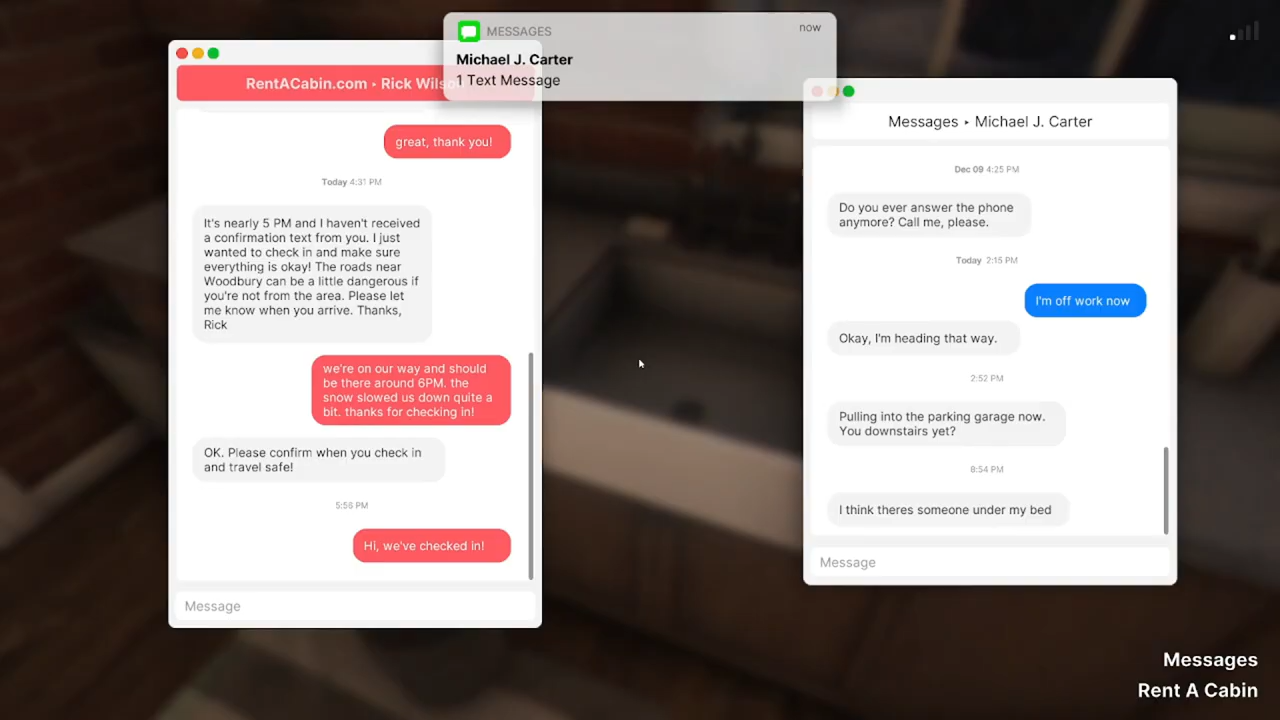 MESSAGES
now
Michael J. Carter
1 Text Message
RentACabin.com ‣ Rick
great, thank you!
Today 4:31 PM
It's nearly 5 PM and I haven't received
a confirmation text from you. I just
wanted to check in and make sure
everything is okay! The roads near
Woodbury can be a little dangerous if
you're not from the area. Please let
me know when you arrive. Thanks,
Rick
we're on our way and should
be there around 6PM. the
snow slowed us down quite a
bit. thanks for checking in!
OK. Please confirm when you check in
and travel safe!
5:56 PM
Hi, we've checked in!
Message
Messages ‣ Michael J. Carter
Dec 09 4:25 PM
Do you ever answer the phone
anymore? Call me, please.
Today 2:15 PM
I'm off work now
Okay, I'm heading that way.
2:52 PM
Pulling into the parking garage now.
You downstairs yet?
8:54 PM
I think theres someone under my bed
Message
Messages
Rent A Cabin